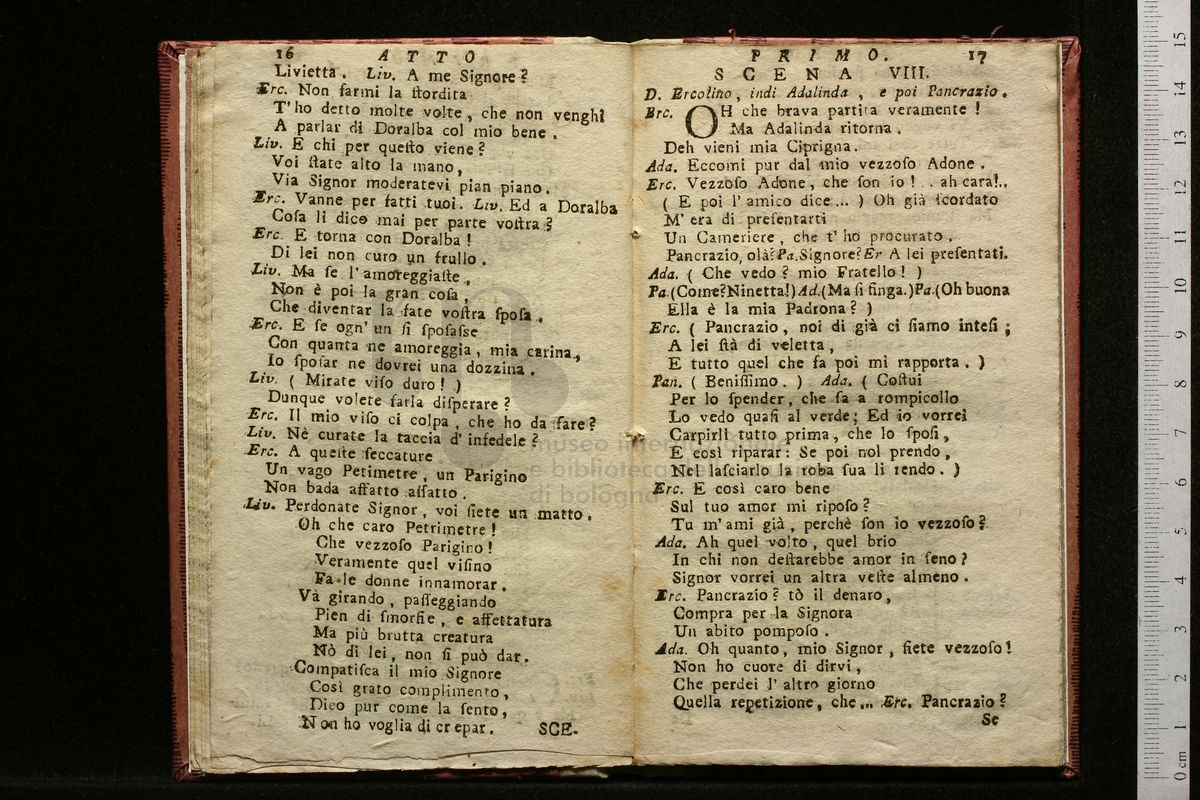 16 ATTO
Livietta. Liv. A me Signore?
Erc. Non farmi la ſtordita
T'ho detto molte volte, che non venghi
A parlar di Doralba col mio bene.
Liv. E chi per queſto viene?
Voi ſtate alto la mano,
Via Signor moderatevi pian piano.
Erc. Vanne per fatti tuoi. Liv. Ed a Doralba
Coſa li dico mai per parte voſtra?
Erc. E torna con Doralba!
Di lei non curo un frullo.
Liv. Ma ſe l'amoreggiaſte,
Non è poi la gran coſa,
Che diventar la fate voſtra ſpoſa.
Erc. E ſe ogn'un ſi ſpoſaſse
Con quanta ne amoreggia, mia carina,
Io ſpoſar ne dovrei una dozzina.
Liv. ( Mirate viſo duro! )
Dunque volete farla diſperare?
Erc. Il mio viſo ci colpa, che ho da fare?
Liv. Nè curate la taccia d'infedele?
Erc. A queſte ſeccature
Un vago Petimetre, un Parigino
Non bada affatto affatto.
Liv. Perdonate Signor, voi ſiete un matto.
Oh che caro Petrimetre!
Che vezzoſo Parigino!
Veramente quel viſino
Fa le donne innamorar.
Và girando, paſſeggiando
Pien di ſmorfie, e affettatura
Ma più brutta creatura
Nò di lei, non ſi può dar.
Compatiſca il mio Signore
Così grato complimento,
Dico pur come la ſento,
Non ho voglia di crepar. SCE-
PRIMO. 17
SCENA VIII.
D. Ercolino, indi Adalinda, e poi Pancrazio.
Erc. OH che brava partita veramente!
Ma Adalinda ritorna.
Deh vieni mia Ciprigna.
Ada. Eccomi pur dal mio vezzoſo Adone.
Erc. Vezzoſo Adone, che ſon io!.. ah cara!..
( E poi l'amico dice... ) Oh già ſcordato
M'era di preſentarti
Un Cameriere, che t'ho procurato.
Pancrazio, olà? Pa. Signore? Er A lei preſentati.
Ada. ( Che vedo? mio Fratello! )
Pa. (Come? Ninetta!) Ad. (Ma ſi finga.) Pa. (Oh buona
Ella è la mia Padrona? )
Erc. ( Pancrazio, noi di già ci ſiamo inteſi;
A lei ſtà di veletta,
E tutto quel che fa poi mi rapporta. )
Pan. ( Beniſſimo. ) Ada. ( Coſtui
Per lo ſpender, che fa a rompicollo
Lo vedo quaſi al verde; Ed io vorrei
Carpirli tutto prima, che lo ſpoſi,
E così riparar: Se poi nol prendo,
Nel laſciarlo la roba ſua li rendo. )
Erc. E così caro bene
Sul tuo amor mi ripoſo?
Tu m'ami già, perchè ſon io vezzoſo?
Ada. Ah quel volto, quel brio
In chi non deſtarebbe amor in ſeno?
Signor vorrei un altra veſte almeno.
Erc. Pancrazio? tò il denaro,
Compra per la Signora
Un abito pompoſo.
Ada. Oh quanto, mio Signor, ſiete vezzoſo!
Non ho cuore di dirvi,
Che perdei l'altro giorno
Quella repetizione, che... Erc. Pancrazio?
Se